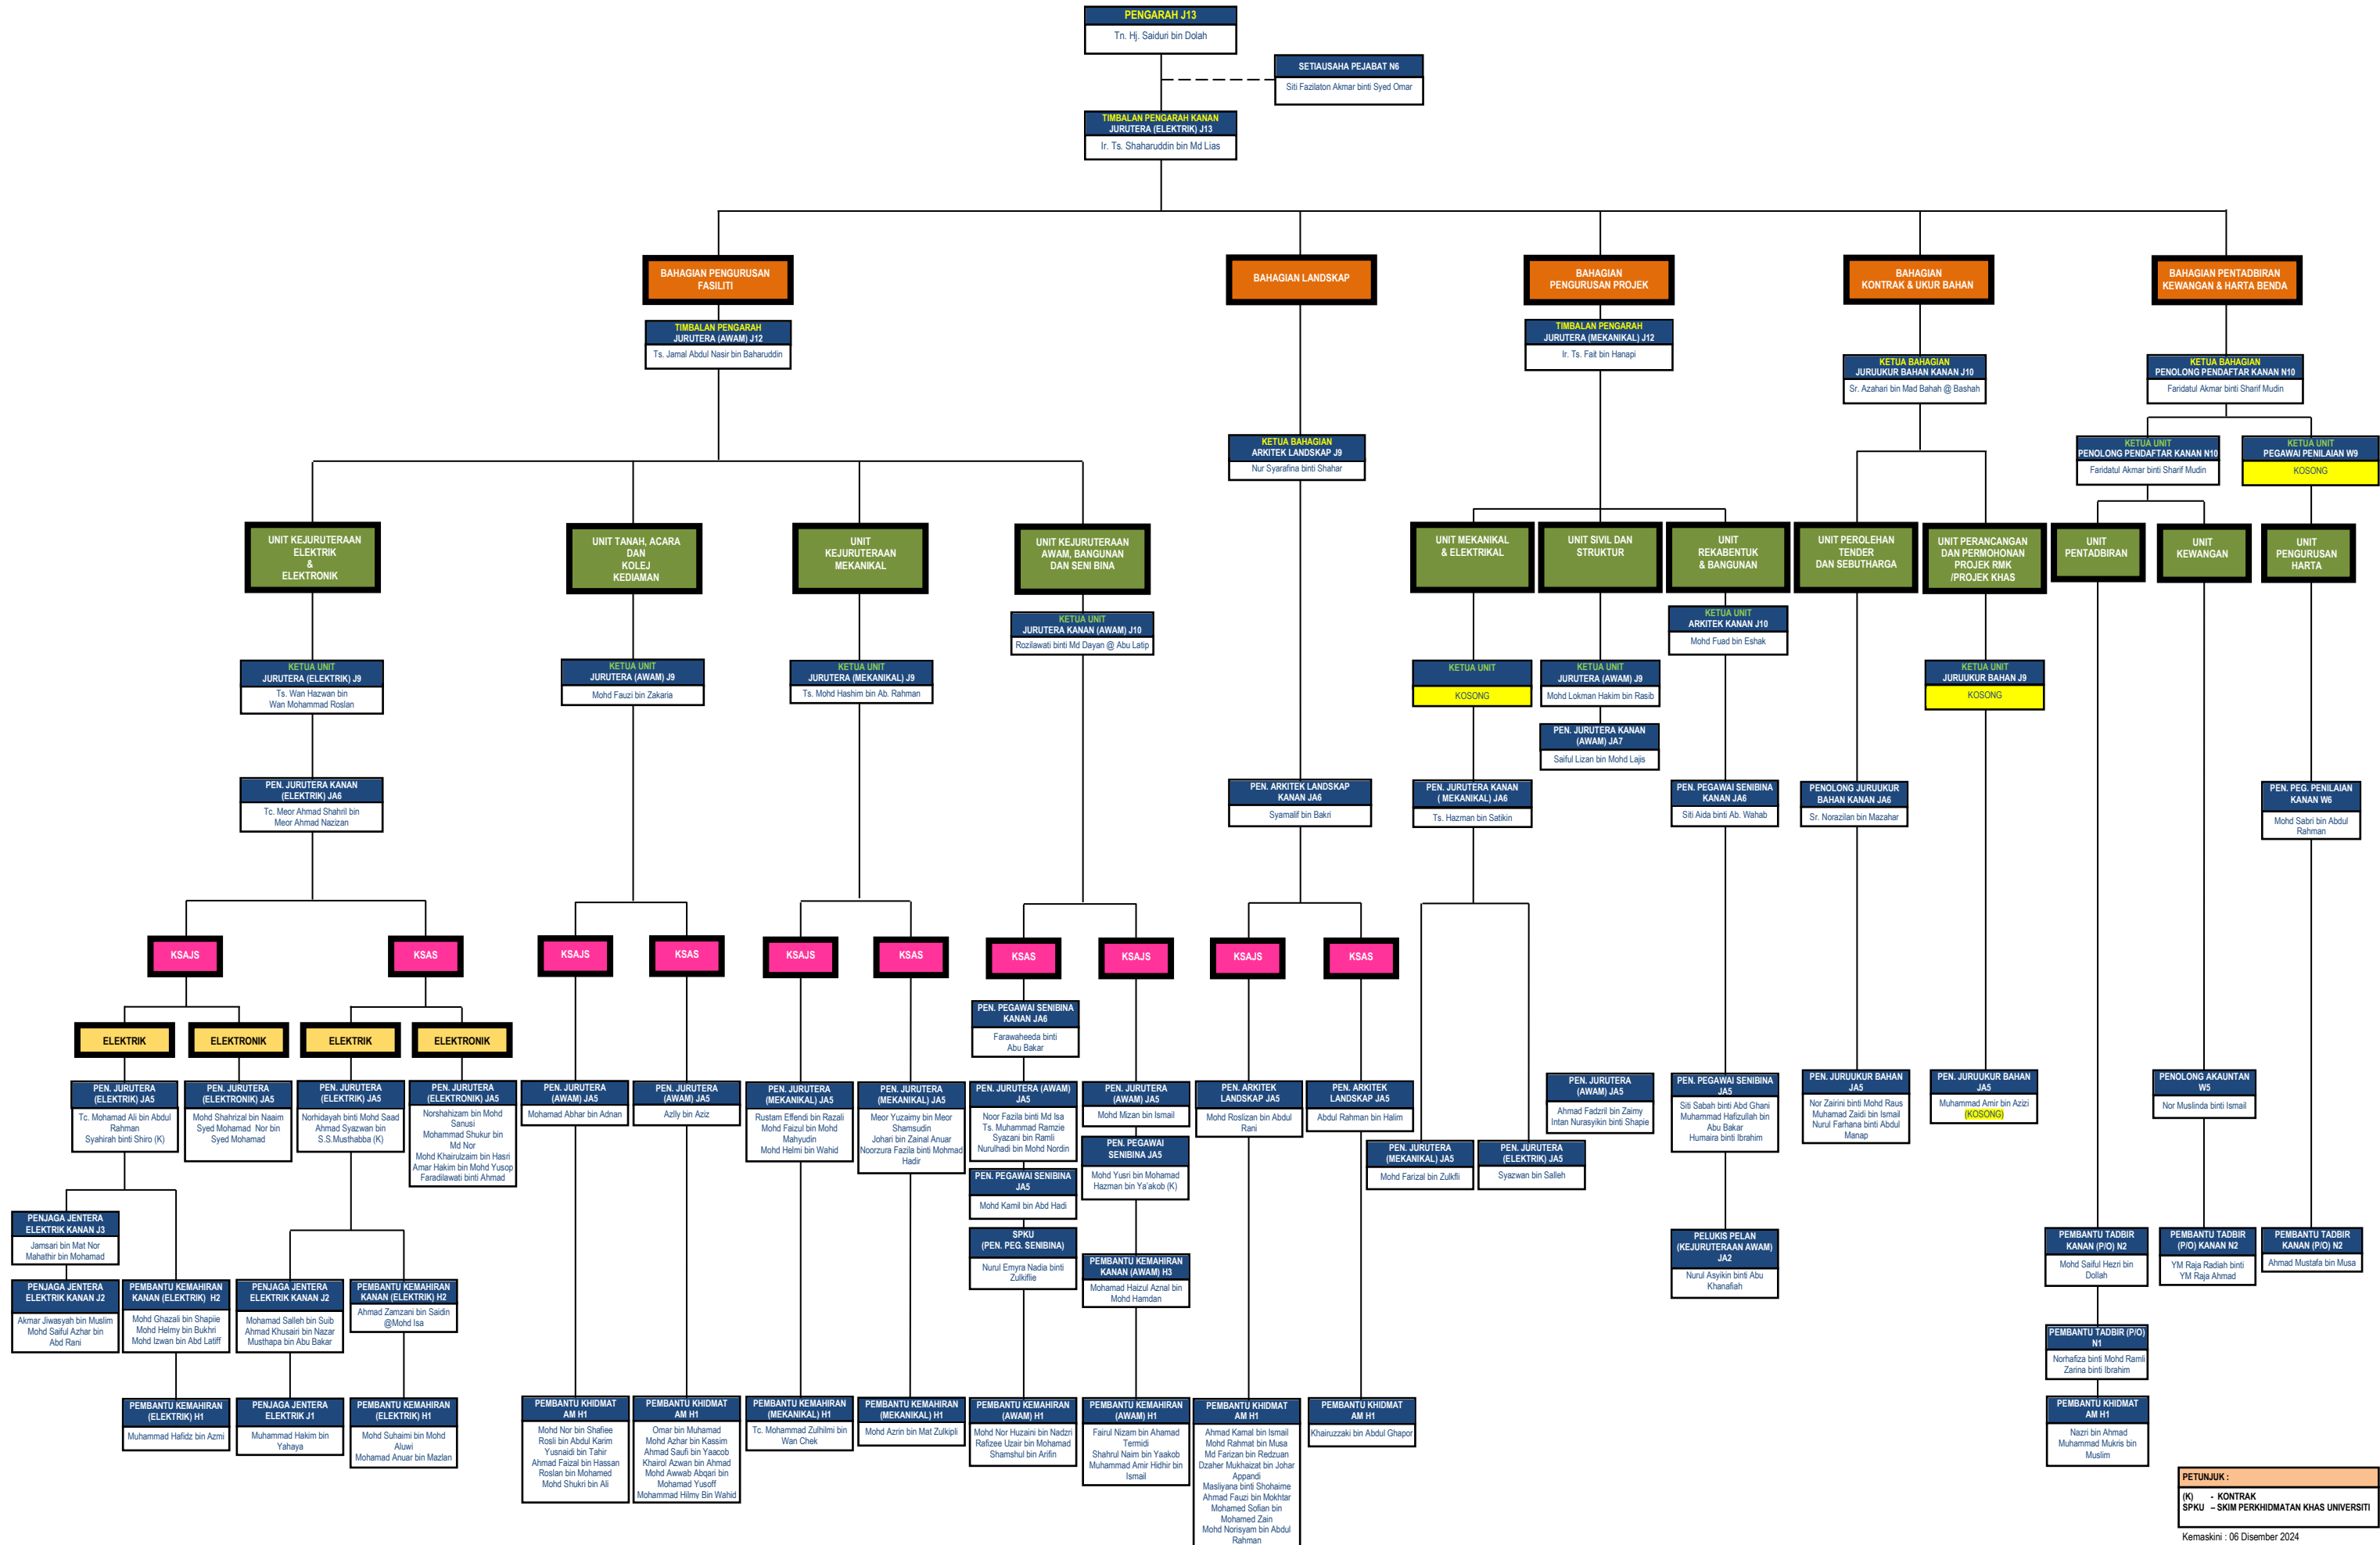 PENGARAH J13
Tn. Hj. Saiduri bin Dolah
SETIAUSAHA PEJABAT N6
Siti Fazilaton Akmar binti Syed Omar
TIMBALAN PENGARAH KANAN
JURUTERA (ELEKTRIK) J13
Ir. Ts. Shaharuddin bin Md Lias
BAHAGIAN PENGURUSAN
FASILITI
TIMBALAN PENGARAH
JURUTERA (AWAM) J12
Ts. Jamal Abdul Nasir bin Baharuddin
BAHAGIAN LANDSKAP
KETUA BAHAGIAN
ARKITEK LANDSKAP J9
Nur Syarafina binti Shahar
BAHAGIAN
PENGURUSAN PROJEK
TIMBALAN PENGARAH
JURUTERA (MEKANIKAL) J12
Ir. Ts. Fait bin Hanapi
BAHAGIAN
KONTRAK & UKUR BAHAN
KETUA BAHAGIAN
JURUUKUR BAHAN KANAN J10
Sr. Azahari bin Mad Bahah @ Bashah
BAHAGIAN PENTADBIRAN
KEWANGAN & HARTA BENDA
KETUA BAHAGIAN
PENOLONG PENDAFTAR KANAN N10
Faridatul Akmar binti Sharif Mudin
KETUA UNIT
PENOLONG PENDAFTAR KANAN N10
Faridatul Akmar binti Sharif Mudin
KETUA UNIT
PEGAWAI PENILAIAN W9
KOSONG
UNIT KEJURUTERAAN
ELEKTRIK
&
ELEKTRONIK
UNIT TANAH, ACARA
DAN
KOLEJ
KEDIAMAN
UNIT
KEJURUTERAAN
MEKANIKAL
UNIT KEJURUTERAAN
AWAM, BANGUNAN
DAN SENI BINA
UNIT MEKANIKAL
& ELEKTRIKAL
UNIT SIVIL DAN
STRUKTUR
UNIT
REKABENTUK
& BANGUNAN
UNIT PEROLEHAN
TENDER
DAN SEBUTHARGA
UNIT PERANCANGAN
DAN PERMOHONAN
PROJEK RMK
/PROJEK KHAS
UNIT
PENTADBIRAN
UNIT
KEWANGAN
UNIT
PENGURUSAN
HARTA
KETUA UNIT
JURUTERA (ELEKTRIK) J9
Ts. Wan Hazwan bin
Wan Mohammad Roslan
KETUA UNIT
JURUTERA (AWAM) J9
Mohd Fauzi bin Zakaria
KETUA UNIT
JURUTERA (MEKANIKAL) J9
Ts. Mohd Hashim bin Ab. Rahman
KETUA UNIT
JURUTERA KANAN (AWAM) J10
Rozilawati binti Md Dayan @ Abu Latip
KETUA UNIT
KOSONG
KETUA UNIT
JURUTERA (AWAM) J9
Mohd Lokman Hakim bin Rasib
PEN. JURUTERA KANAN
(AWAM) JA7
Saiful Lizan bin Mohd Lajis
KETUA UNIT
ARKITEK KANAN J10
Mohd Fuad bin Eshak
KETUA UNIT
JURUUKUR BAHAN J9
KOSONG
PEN. JURUTERA KANAN
(ELEKTRIK) JA6
Tc. Meor Ahmad Shahril bin
Meor Ahmad Nazizan
PEN. ARKITEK LANDSKAP
KANAN JA6
Syamalif bin Bakri
PEN. JURUTERA KANAN
( MEKANIKAL) JA6
Ts. Hazman bin Satikin
PEN. PEGAWAI SENIBINA
KANAN JA6
Siti Aida binti Ab. Wahab
PENOLONG JURUUKUR
BAHAN KANAN JA6
Sr. Norazilan bin Mazahar
PEN. PEG. PENILAIAN
KANAN W6
Mohd Sabri bin Abdul
Rahman
KSAJS
KSAS
KSAJS
KSAS
KSAJS
KSAS
KSAS
KSAJS
KSAJS
KSAS
ELEKTRIK
ELEKTRONIK
ELEKTRIK
ELEKTRONIK
PEN. PEGAWAI SENIBINA
KANAN JA6
Farawaheeda binti
Abu Bakar
PEN. JURUTERA
(ELEKTRIK) JA5
Tc. Mohamad Ali bin Abdul
Rahman
Syahirah binti Shiro (K)
PEN. JURUTERA
(ELEKTRONIK) JA5
Mohd Shahrizal bin Naaim
Syed Mohamad Nor bin
Syed Mohamad
PEN. JURUTERA
(ELEKTRIK) JA5
Norhidayah binti Mohd Saad
Ahmad Syazwan bin
S.S.Musthabba (K)
PEN. JURUTERA
(ELEKTRONIK) JA5
Norshahizam bin Mohd
Sanusi
Mohammad Shukur bin
Md Nor
Mohd Khairulzaim bin Hasri
Amar Hakim bin Mohd Yusop
Faradilawati binti Ahmad
PEN. JURUTERA
(AWAM) JA5
Mohamad Abhar bin Adnan
PEN. JURUTERA
(AWAM) JA5
Azlly bin Aziz
PEN. JURUTERA
(MEKANIKAL) JA5
Rustam Effendi bin Razali
Mohd Faizul bin Mohd
Mahyudin
Mohd Helmi bin Wahid
PEN. JURUTERA
(MEKANIKAL) JA5
Meor Yuzaimy bin Meor
Shamsudin
Johari bin Zainal Anuar
Noorzura Fazila binti Mohmad
Hadir
PEN. JURUTERA (AWAM)
JA5
Noor Fazila binti Md Isa
Ts. Muhammad Ramzie
Syazani bin Ramli
Nurulhadi bin Mohd Nordin
PEN. PEGAWAI SENIBINA
JA5
Mohd Kamil bin Abd Hadi
SPKU
(PEN. PEG. SENIBINA)
Nurul Emyra Nadia binti
Zulkiflie
PEN. JURUTERA
(AWAM) JA5
Mohd Mizan bin Ismail
PEN. PEGAWAI
SENIBINA JA5
Mohd Yusri bin Mohamad
Hazman bin Ya'akob (K)
PEMBANTU KEMAHIRAN
KANAN (AWAM) H3
Mohamad Haizul Aznal bin
Mohd Hamdan
PEN. ARKITEK
LANDSKAP JA5
Mohd Roslizan bin Abdul
Rani
PEN. ARKITEK
LANDSKAP JA5
Abdul Rahman bin Halim
PEN. JURUTERA
(MEKANIKAL) JA5
Mohd Farizal bin Zulkfli
PEN. JURUTERA
(ELEKTRIK) JA5
Syazwan bin Salleh
PEN. JURUTERA
(AWAM) JA5
Ahmad Fadzril bin Zaimy
Intan Nurasyikin binti Shapie
PEN. PEGAWAI SENIBINA
JA5
Siti Sabah binti Abd Ghani
Muhammad Hafizullah bin
Abu Bakar
Humaira binti Ibrahim
PELUKIS PELAN
(KEJURUTERAAN AWAM)
JA2
Nurul Asyikin binti Abu
Khanafiah
PEN. JURUUKUR BAHAN
JA5
Nor Zairini binti Mohd Raus
Muhamad Zaidi bin Ismail
Nurul Farhana binti Abdul
Manap
PEN. JURUUKUR BAHAN
JA5
Muhammad Amir bin Azizi
(KOSONG)
PENOLONG AKAUNTAN
W5
Nor Muslinda binti Ismail
PENJAGA JENTERA
ELEKTRIK KANAN J3
Jamsari bin Mat Nor
Mahathir bin Mohamad
PENJAGA JENTERA
ELEKTRIK KANAN J2
Akmar Jiwasyah bin Muslim
Mohd Saiful Azhar bin
Abd Rani
PEMBANTU KEMAHIRAN
KANAN (ELEKTRIK) H2
Mohd Ghazali bin Shapiie
Mohd Helmy bin Bukhri
Mohd Izwan bin Abd Latiff
PENJAGA JENTERA
ELEKTRIK KANAN J2
Mohamad Salleh bin Suib
Ahmad Khusairi bin Nazar
Musthapa bin Abu Bakar
PEMBANTU KEMAHIRAN
KANAN (ELEKTRIK) H2
Ahmad Zamzani bin Saidin
@Mohd Isa
PEMBANTU TADBIR
KANAN (P/O) N2
Mohd Saiful Hezri bin
Dollah
PEMBANTU TADBIR
(P/O) KANAN N2
YM Raja Radiah binti
YM Raja Ahmad
PEMBANTU TADBIR
KANAN (P/O) N2
Ahmad Mustafa bin Musa
PEMBANTU TADBIR (P/O)
N1
Norhafiza binti Mohd Ramli
Zarina binti Ibrahim
PEMBANTU KEMAHIRAN
(ELEKTRIK) H1
Muhammad Hafidz bin Azmi
PENJAGA JENTERA
ELEKTRIK J1
Muhammad Hakim bin
Yahaya
PEMBANTU KEMAHIRAN
(ELEKTRIK) H1
Mohd Suhaimi bin Mohd
Aluwi
Mohamad Anuar bin Mazlan
PEMBANTU KHIDMAT
AM H1
Mohd Nor bin Shafiee
Rosli bin Abdul Karim
Yusnaidi bin Tahir
Ahmad Faizal bin Hassan
Roslan bin Mohamed
Mohd Shukri bin Ali
PEMBANTU KHIDMAT
AM H1
Omar bin Muhamad
Mohd Azhar bin Kassim
Ahmad Saufi bin Yaacob
Khairol Azwan bin Ahmad
Mohd Awwab Abqari bin
Mohamad Yusoff
Mohammad Hilmy Bin Wahid
PEMBANTU KEMAHIRAN
(MEKANIKAL) H1
Tc. Mohammad Zulhilmi bin
Wan Chek
PEMBANTU KEMAHIRAN
(MEKANIKAL) H1
Mohd Azrin bin Mat Zulkipli
PEMBANTU KEMAHIRAN
(AWAM) H1
Mohd Nor Huzaini bin Nadzri
Rafizee Uzair bin Mohamad
Shamshul bin Arifin
PEMBANTU KEMAHIRAN
(AWAM) H1
Fairul Nizam bin Ahamad
Termidi
Shahrul Naim bin Yaakob
Muhammad Amir Hidhir bin
Ismail
PEMBANTU KHIDMAT
AM H1
Ahmad Kamal bin Ismail
Mohd Rahmat bin Musa
Md Farizan bin Redzuan
Dzaher Mukhaizat bin Johar
Appandi
Masliyana binti Shohaime
Ahmad Fauzi bin Mokhtar
Mohamed Sofian bin
Mohamed Zain
Mohd Norisyam bin Abdul
Rahman
PEMBANTU KHIDMAT
AM H1
Khairuzzaki bin Abdul Ghapor
PEMBANTU KHIDMAT
AM H1
Nazri bin Ahmad
Muhammad Mukris bin
Muslim
PETUNJUK :
(K) - KONTRAK
SPKU – SKIM PERKHIDMATAN KHAS UNIVERSITI
Kemaskini : 06 Disember 2024